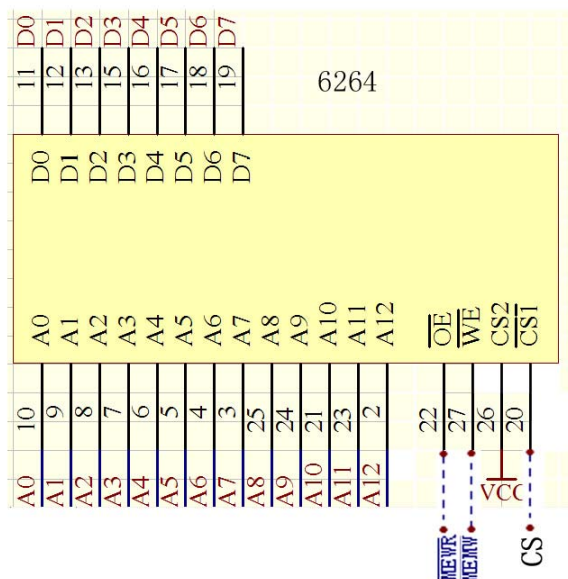 D0 D1 D2 D3 D4 D5 D6 D7
11 12 13 15 16 17 18 19
6264
D0 D1 D2 D3 D4 D5 D6 D7
A0 A1 A2 A3 A4 A5 A6 A7 A8 A9 A10 A11 A12 OE WE CS2 CS1
10 9 8 7 6 5 4 3 25 24 21 23 2 22 27 26 20
A0 A1 A2 A3 A4 A5 A6 A7 A8 A9 A10 A11 A12 VCC
MEWR MEMW CS